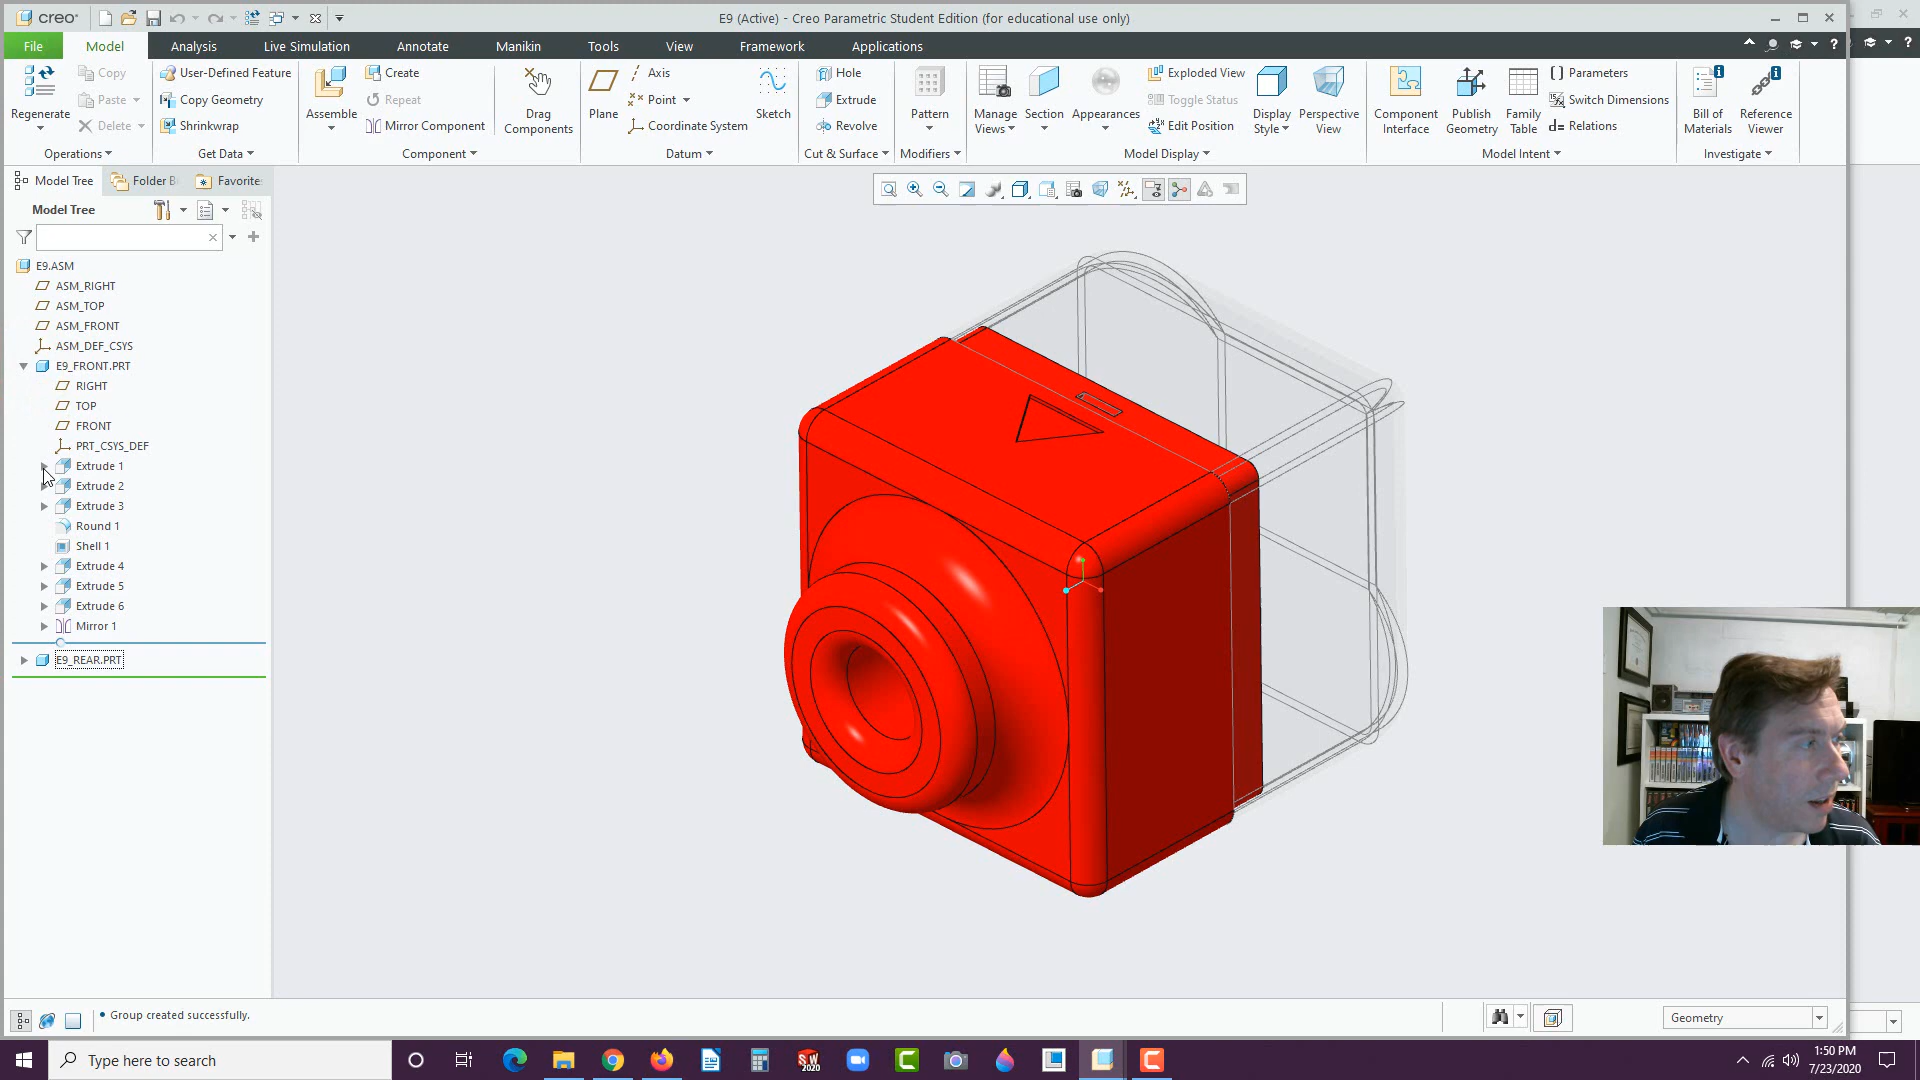 creo
E9 (Active) - Creo Parametric Student Edition (for educational use only)
File
Model
Analysis
Live Simulation
Annotate
Manikin
Tools
View
Framework
Applications
Regenerate
Copy
Paste
Delete
Operations
User-Defined Feature
Copy Geometry
Shrinkwrap
Get Data
Assemble
Create
Repeat
Mirror Component
Component
Drag
Components
Plane
Axis
Point
Coordinate System
Sketch
Datum
Hole
Extrude
Revolve
Cut & Surface
Pattern
Modifiers
Manage
Views
Section
Appearances
Exploded View
Toggle Status
Edit Position
Display
Style
Perspective
View
Model Display
Component
Interface
Publish
Geometry
Family
Table
Parameters
Switch Dimensions
Relations
Model Intent
Bill of
Materials
Reference
Viewer
Investigate
Model Tree
Folder B
Favorite
Model Tree
E9.ASM
ASM_RIGHT
ASM_TOP
ASM_FRONT
ASM_DEF_CSYS
E9_FRONT.PRT
RIGHT
TOP
FRONT
PRT_CSYS_DEF
Extrude 1
Extrude 2
Extrude 3
Round 1
Shell 1
Extrude 4
Extrude 5
Extrude 6
Mirror 1
E9_REAR.PRT
Group created successfully.
Geometry
Type here to search
SW
2020
1:50 PM
7/23/2020